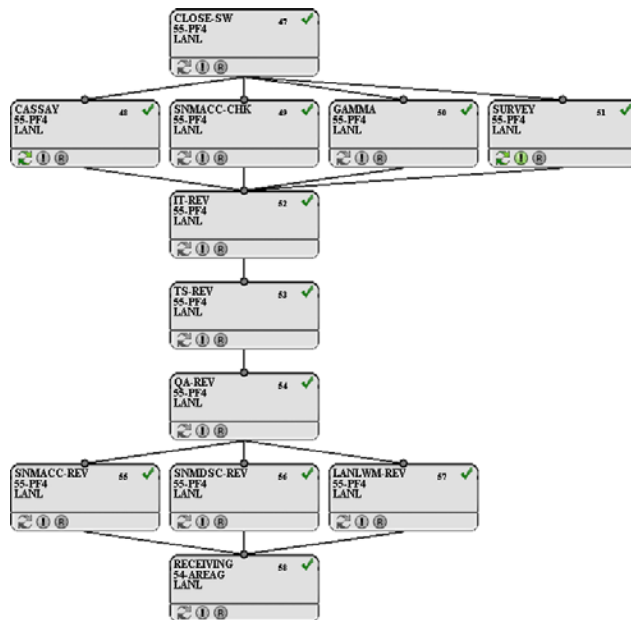 CLOSE-SW 47
55-PF4
LANL
I R
CASSAY 48
55-PF4
LANL
I R
SNMACC-CHK 49
55-PF4
LANL
I R
GAMMA 50
55-PF4
LANL
I R
SURVEY 51
55-PF4
LANL
I R
IT-REV 52
55-PF4
LANL
I R
TS-REV 53
55-PF4
LANL
I R
QA-REV 54
55-PF4
LANL
I R
SNMACC-REV 55
55-PF4
LANL
I R
SNMDSC-REV 56
55-PF4
LANL
I R
LANLWM-REV 57
55-PF4
LANL
I R
RECEIVING 58
54-AREAG
LANL
I R